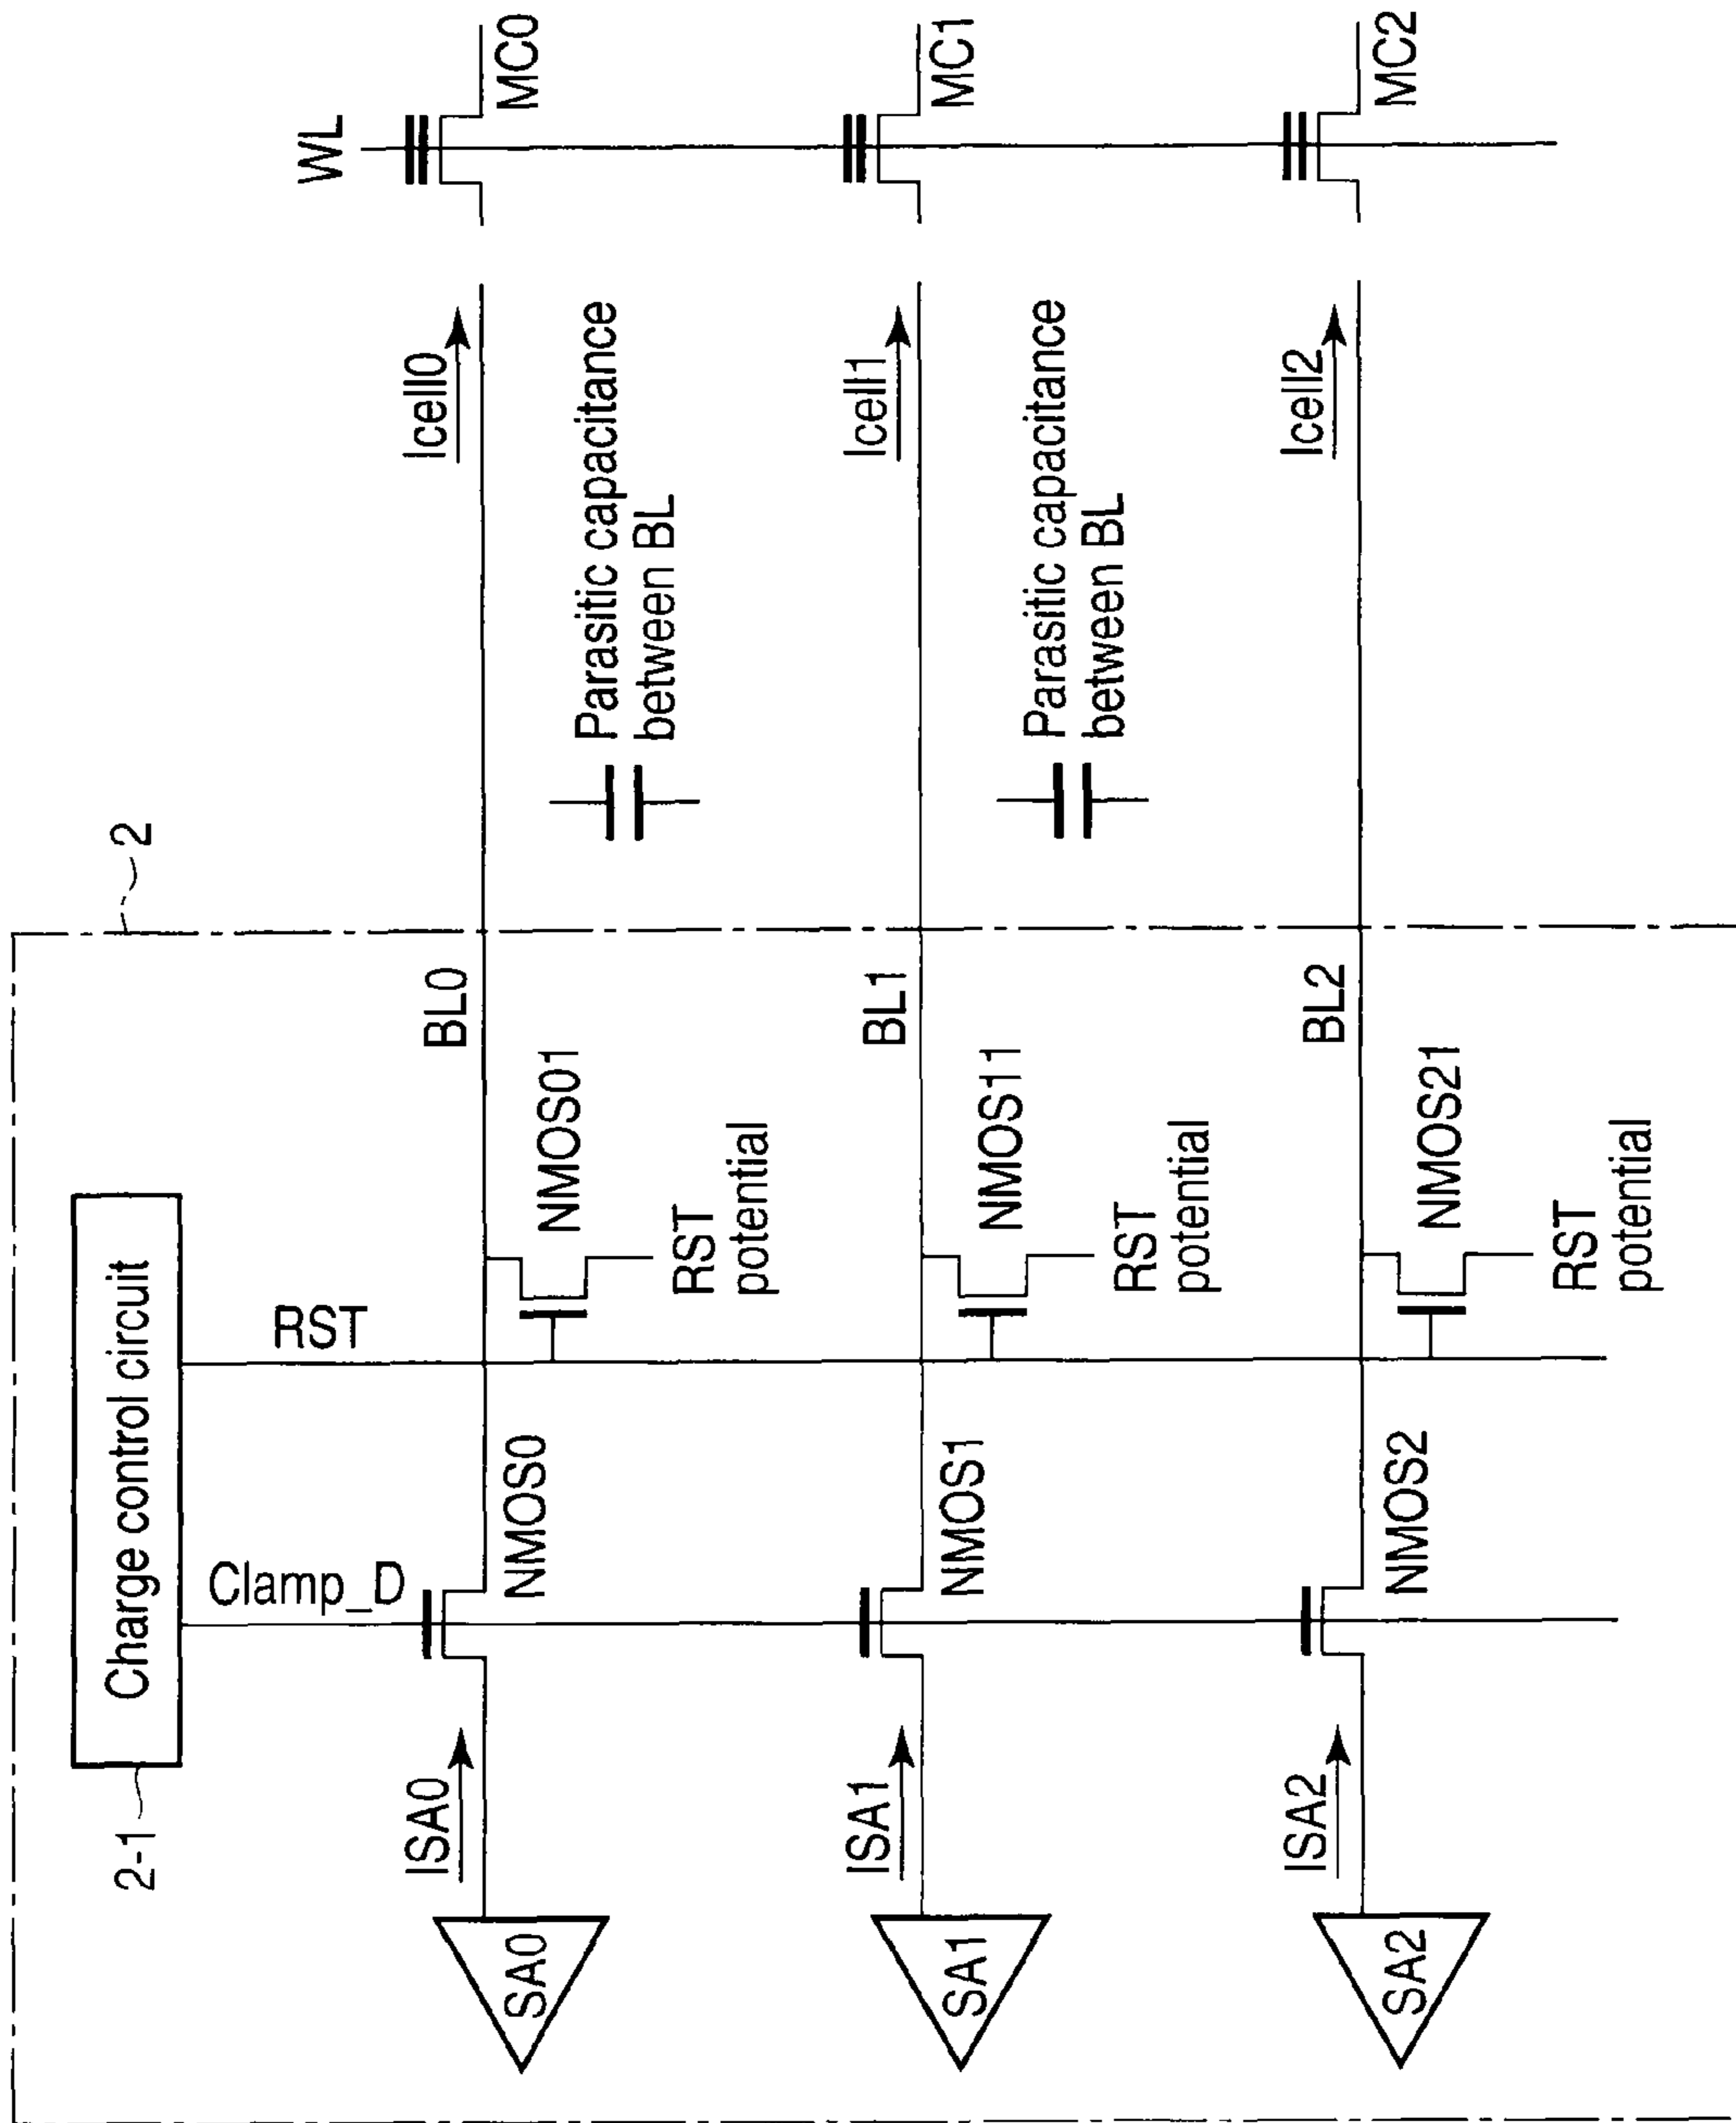 2
2-1
Charge control circuit
Clamp_D
RST
WL
ISA0
SA0
NMOS0
BL0
NMOS01
RST
potential
Icell0
MC0
Parasitic capacitance
between BL
ISA1
SA1
NMOS1
BL1
NMOS11
RST
potential
Icell1
MC1
Parasitic capacitance
between BL
ISA2
SA2
NMOS2
BL2
NMOS21
RST
potential
Icell2
MC2